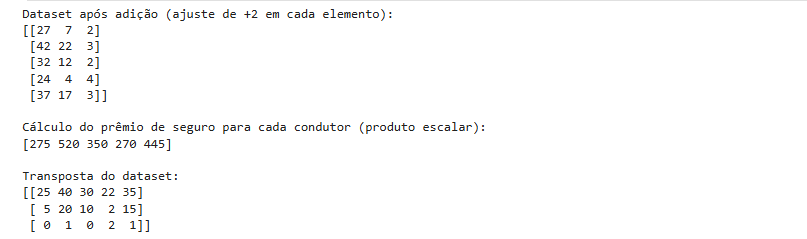 Dataset após adição (ajuste de +2 em cada elemento):
[[27  7  2]
 [42 22  3]
 [32 12  2]
 [24  4  4]
 [37 17  3]]
Cálculo do prêmio de seguro para cada condutor (produto escalar):
[275 520 350 270 445]
Transposta do dataset:
[[25 40 30 22 35]
 [ 5 20 10  2 15]
 [ 0  1  0  2  1]]